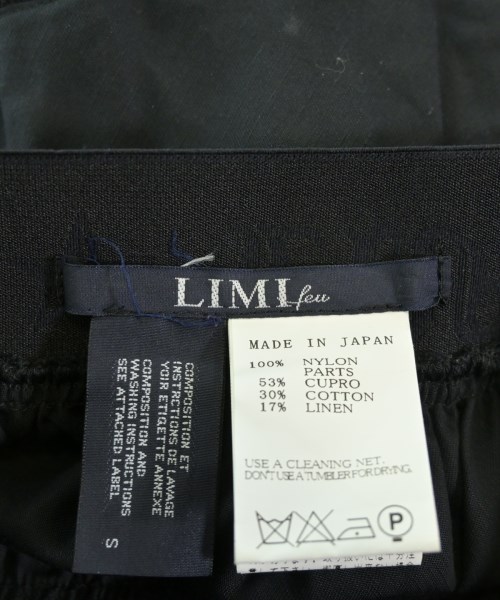 LIMI feu
COMPOSITION ET
INSTRUCTIONS DE LAVAGE
VOIR ETIQUETTE ANNEXE
COMPOSITION AND
WASHING INSTRUCTIONS
SEE ATTACHED LABEL
S
MADE IN JAPAN
100% NYLON
PARTS
53% CUPRO
30% COTTON
17% LINEN
USE A CLEANING NET.
DON'T USE A TUMBLER FOR DRYING.
P